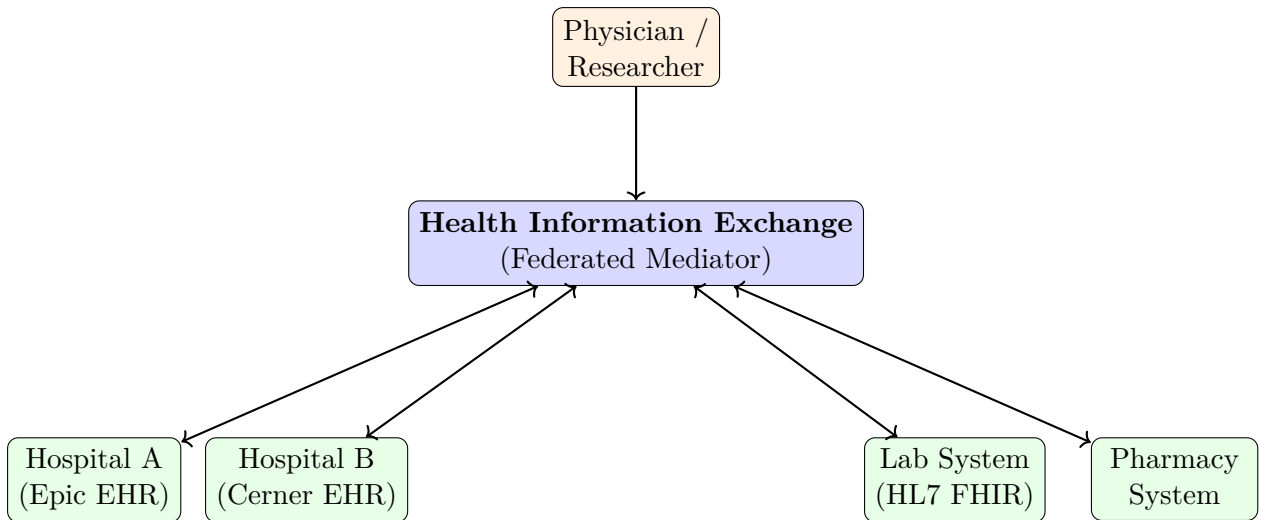 Physician /
Researcher
Health Information Exchange
(Federated Mediator)
Hospital A
(Epic EHR)
Hospital B
(Cerner EHR)
Lab System
(HL7 FHIR)
Pharmacy
System